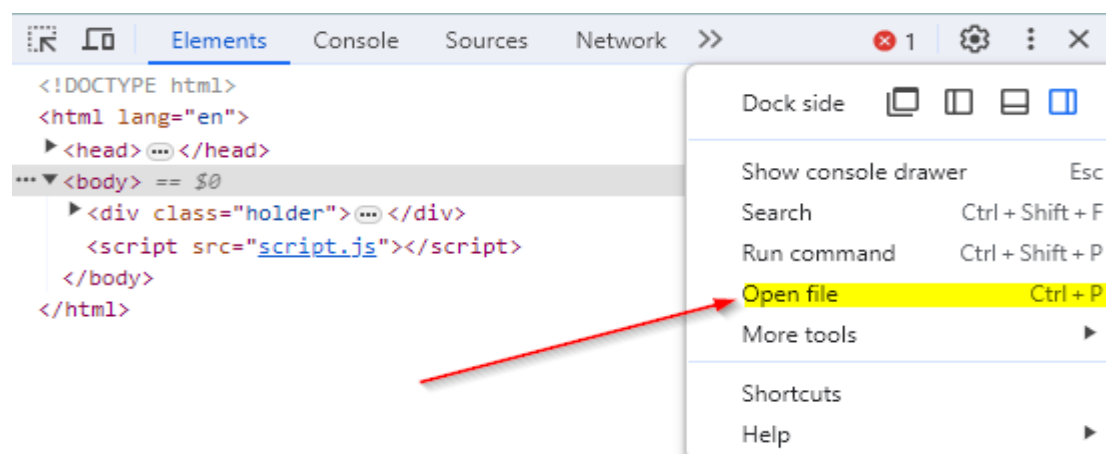 Elements Console Sources Network >> 1
<!DOCTYPE html>
<html lang="en">
<head> ••• </head>
••• <body> == $0
<div class="holder"> ••• </div>
<script src="script.js"></script>
</body>
</html>
Dock side
Show console drawer Esc
Search Ctrl + Shift + F
Run command Ctrl + Shift + P
Open file Ctrl + P
More tools
Shortcuts
Help